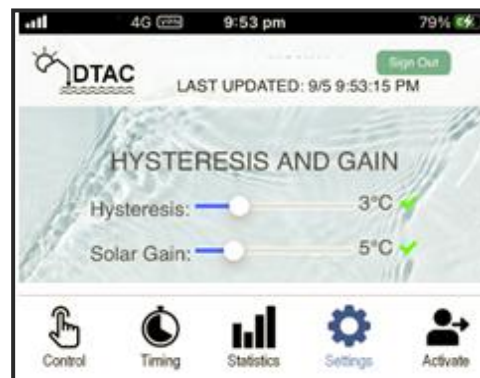 4G VPN 9:53 pm 79%
Sign Out
DTAC
LAST UPDATED: 9/5 9:53:15 PM
HYSTERESIS AND GAIN
Hysteresis: 3°C
Solar Gain: 5°C
Control Timing Statistics Settings Activate